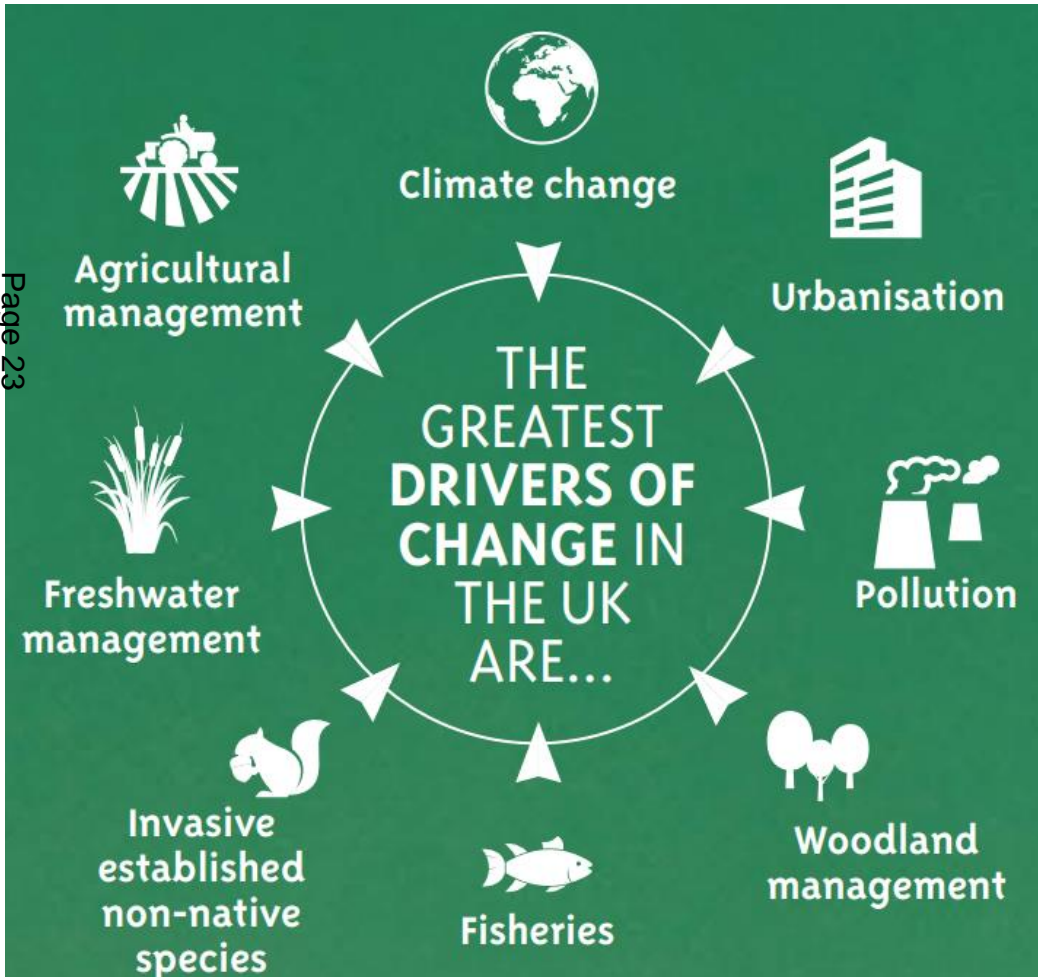 Climate change
Urbanisation
Pollution
Woodland
management
Fisheries
Invasive
established
non-native
species
Freshwater
management
Agricultural
management
THE
GREATEST
DRIVERS OF
CHANGE IN
THE UK
ARE...
Page 23